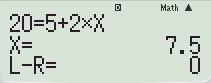 Math ▲
20=5+2×X
X= 7.5
L-R= 0